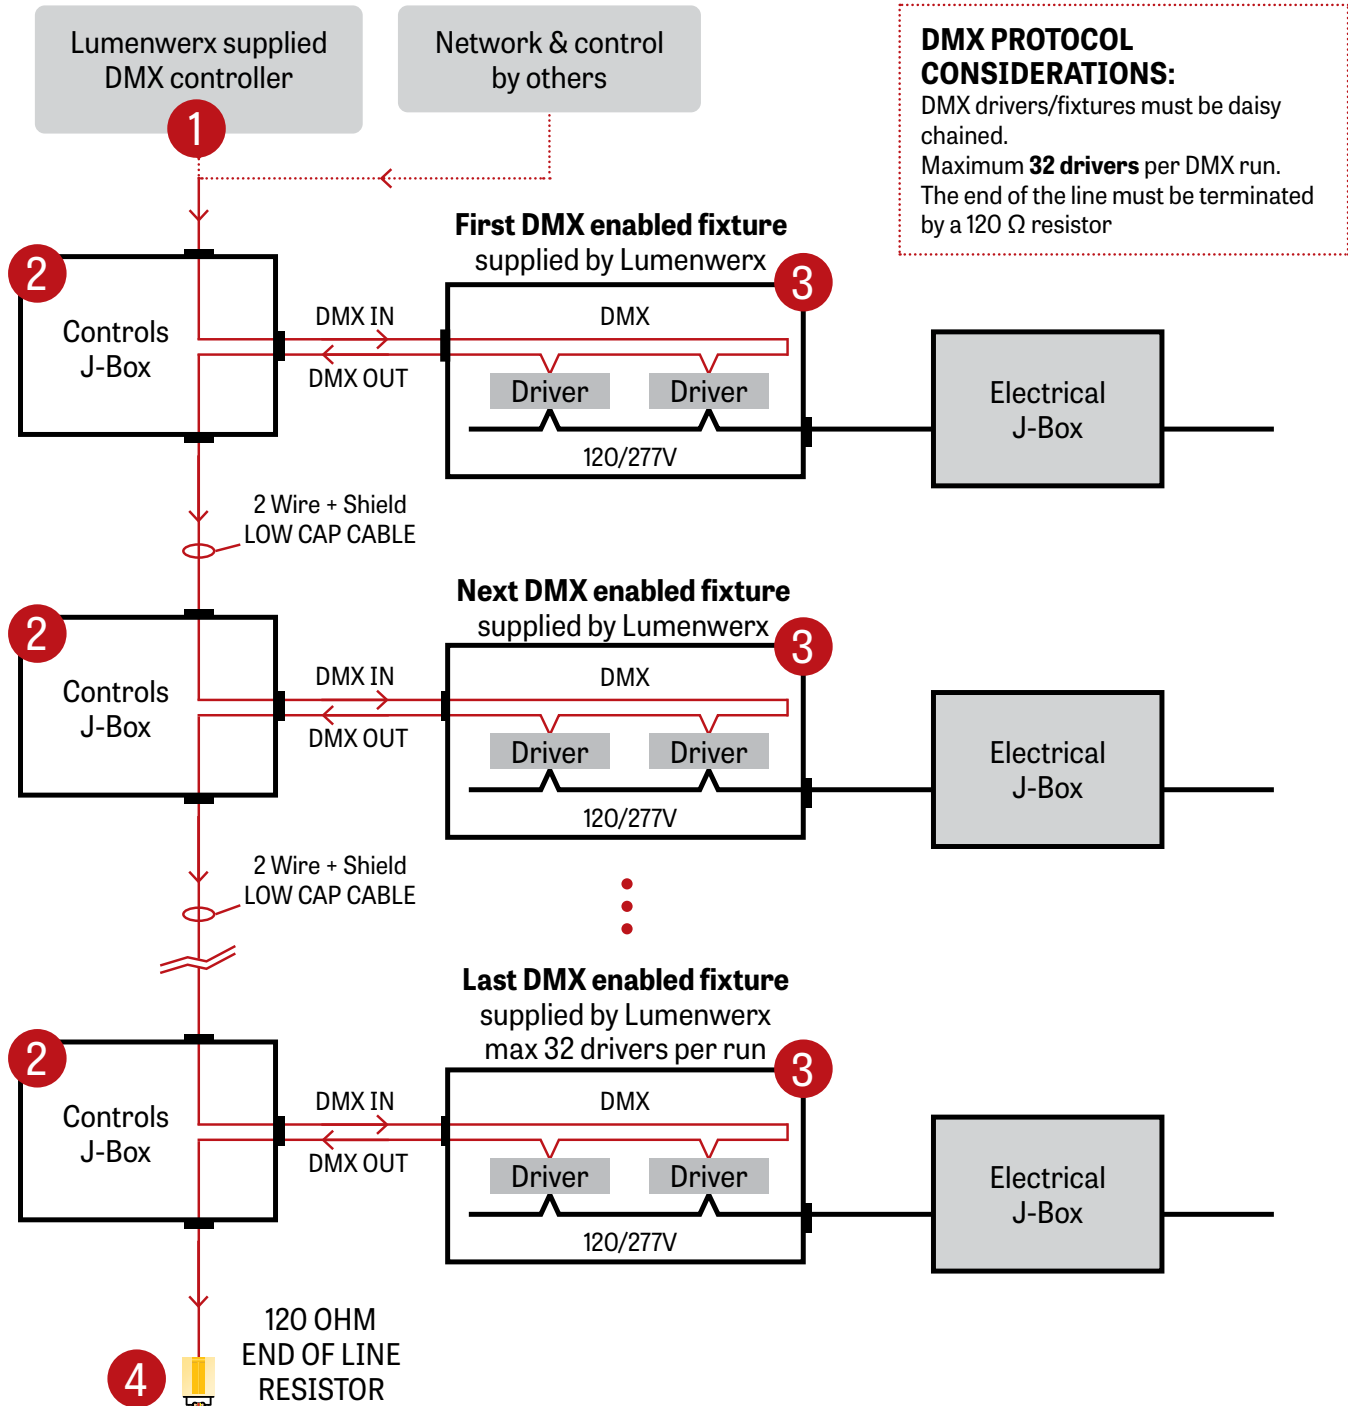 Lumenwerx supplied
DMX controller
1
Network & control
by others
DMX PROTOCOL
CONSIDERATIONS:
DMX drivers/fixtures must be daisy
chained.
Maximum 32 drivers per DMX run.
The end of the line must be terminated
by a 120 Ω resistor
First DMX enabled fixture
supplied by Lumenwerx
2
Controls
J-Box
DMX IN
DMX OUT
3
DMX
Driver
Driver
120/277V
Electrical
J-Box
2 Wire + Shield
LOW CAP CABLE
Next DMX enabled fixture
supplied by Lumenwerx
2
Controls
J-Box
DMX IN
DMX OUT
3
DMX
Driver
Driver
120/277V
Electrical
J-Box
2 Wire + Shield
LOW CAP CABLE
Last DMX enabled fixture
supplied by Lumenwerx
max 32 drivers per run
2
Controls
J-Box
DMX IN
DMX OUT
3
DMX
Driver
Driver
120/277V
Electrical
J-Box
4
120 OHM
END OF LINE
RESISTOR